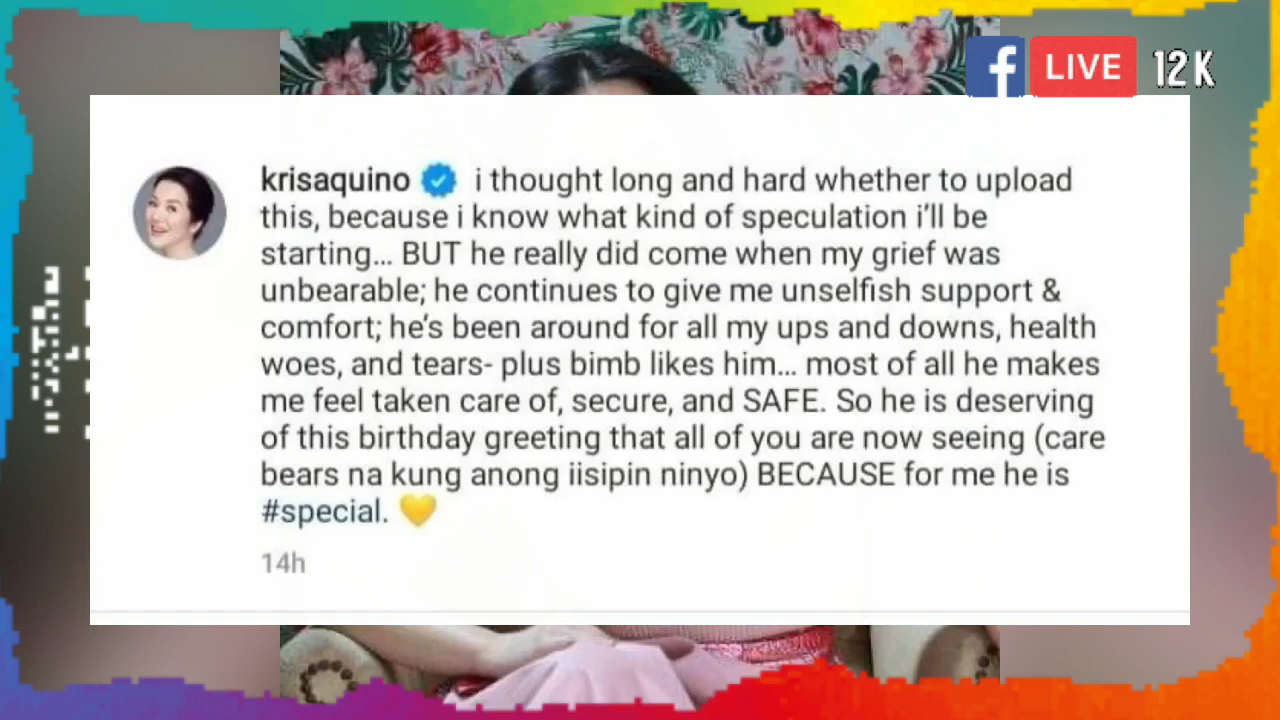 f LIVE 12K
krisaquino i thought long and hard whether to upload
this, because i know what kind of speculation i'll be
starting... BUT he really did come when my grief was
unbearable; he continues to give me unselfish support &
comfort; he's been around for all my ups and downs, health
woes, and tears- plus bimb likes him... most of all he makes
me feel taken care of, secure, and SAFE. So he is deserving
of this birthday greeting that all of you are now seeing (care
bears na kung anong iisipin ninyo) BECAUSE for me he is
#special. 💛
14h